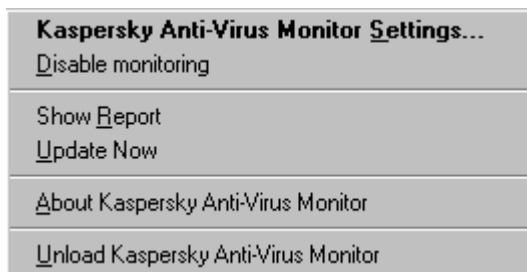 Kaspersky Anti-Virus Monitor Settings...
Disable monitoring
Show Report
Update Now
About Kaspersky Anti-Virus Monitor
Unload Kaspersky Anti-Virus Monitor